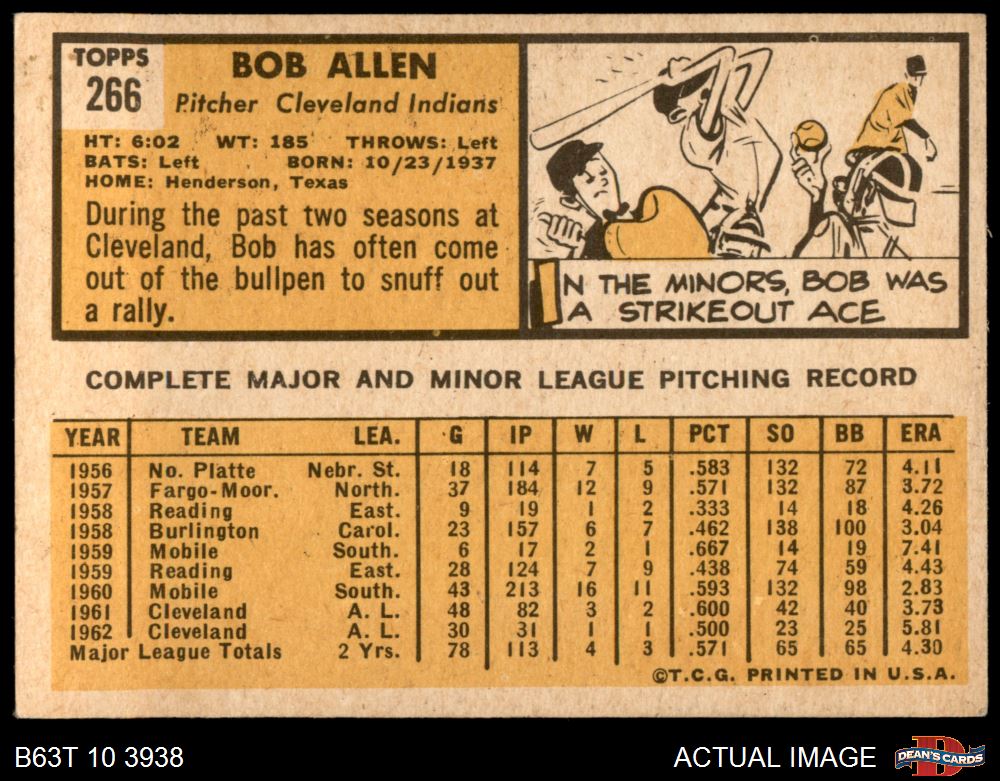 TOPPS
266
BOB ALLEN
Pitcher Cleveland Indians
HT: 6:02 WT: 185 THROWS: Left
BATS: Left BORN: 10/23/1937
HOME: Henderson, Texas
During the past two seasons at
Cleveland, Bob has often come
out of the bullpen to snuff out
a rally.
IN THE MINORS, BOB WAS
A STRIKEOUT ACE
COMPLETE MAJOR AND MINOR LEAGUE PITCHING RECORD
YEAR TEAM LEA. G IP W L PCT SO BB ERA
1956 No. Platte Nebr. St. 18 114 7 5 .583 132 72 4.11
1957 Fargo-Moor. North. 37 184 12 9 .571 132 87 3.72
1958 Reading East. 9 19 1 2 .333 14 18 4.26
1958 Burlington Carol. 23 157 6 7 .462 138 100 3.04
1959 Mobile South. 6 17 2 1 .667 14 19 7.41
1959 Reading East. 28 124 7 9 .438 74 59 4.43
1960 Mobile South. 43 213 16 11 .593 132 98 2.83
1961 Cleveland A. L. 48 82 3 2 .600 42 40 3.73
1962 Cleveland A. L. 30 31 1 1 .500 23 25 5.81
Major League Totals 2 Yrs. 78 113 4 3 .571 65 65 4.30
©T.C.G. PRINTED IN U.S.A.
B63T 10 3938
ACTUAL IMAGE
D
DEAN'S CARDS